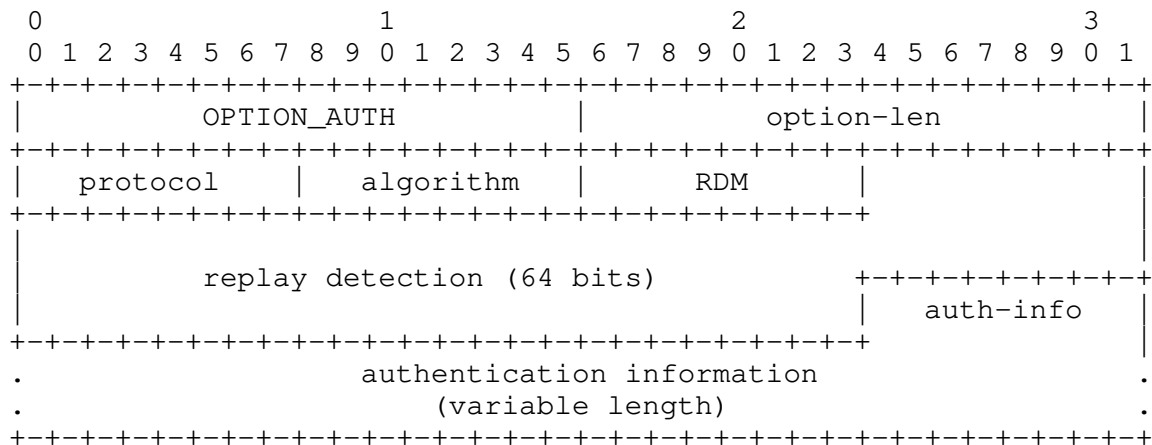 0                   1                   2                   3
 0 1 2 3 4 5 6 7 8 9 0 1 2 3 4 5 6 7 8 9 0 1 2 3 4 5 6 7 8 9 0 1
+-+-+-+-+-+-+-+-+-+-+-+-+-+-+-+-+-+-+-+-+-+-+-+-+-+-+-+-+-+-+-+-+
|          OPTION_AUTH          |          option-len           |
+-+-+-+-+-+-+-+-+-+-+-+-+-+-+-+-+-+-+-+-+-+-+-+-+-+-+-+-+-+-+-+-+
|   protocol    |   algorithm   |      RDM      |               |
+-+-+-+-+-+-+-+-+-+-+-+-+-+-+-+-+-+-+-+-+-+-+-+-+               |
|                                                               |
|          replay detection (64 bits)           +-+-+-+-+-+-+-+-+
|                                               |   auth-info   |
+-+-+-+-+-+-+-+-+-+-+-+-+-+-+-+-+-+-+-+-+-+-+-+-+               |
.                   authentication information                  .
.                       (variable length)                       .
+-+-+-+-+-+-+-+-+-+-+-+-+-+-+-+-+-+-+-+-+-+-+-+-+-+-+-+-+-+-+-+-+